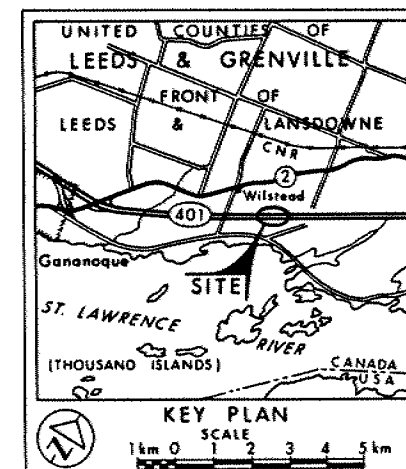 UNITED COUNTIES OF
LEEDS & GRENVILLE
FRONT OF
LEEDS & LANSDOWNE
CNR
2
Wilstead
401
Gananoque
SITE
ST. LAWRENCE
RIVER
(THOUSAND ISLANDS)
CANADA
USA
KEY PLAN
SCALE
1 km 0 1 2 3 4 5 km
N